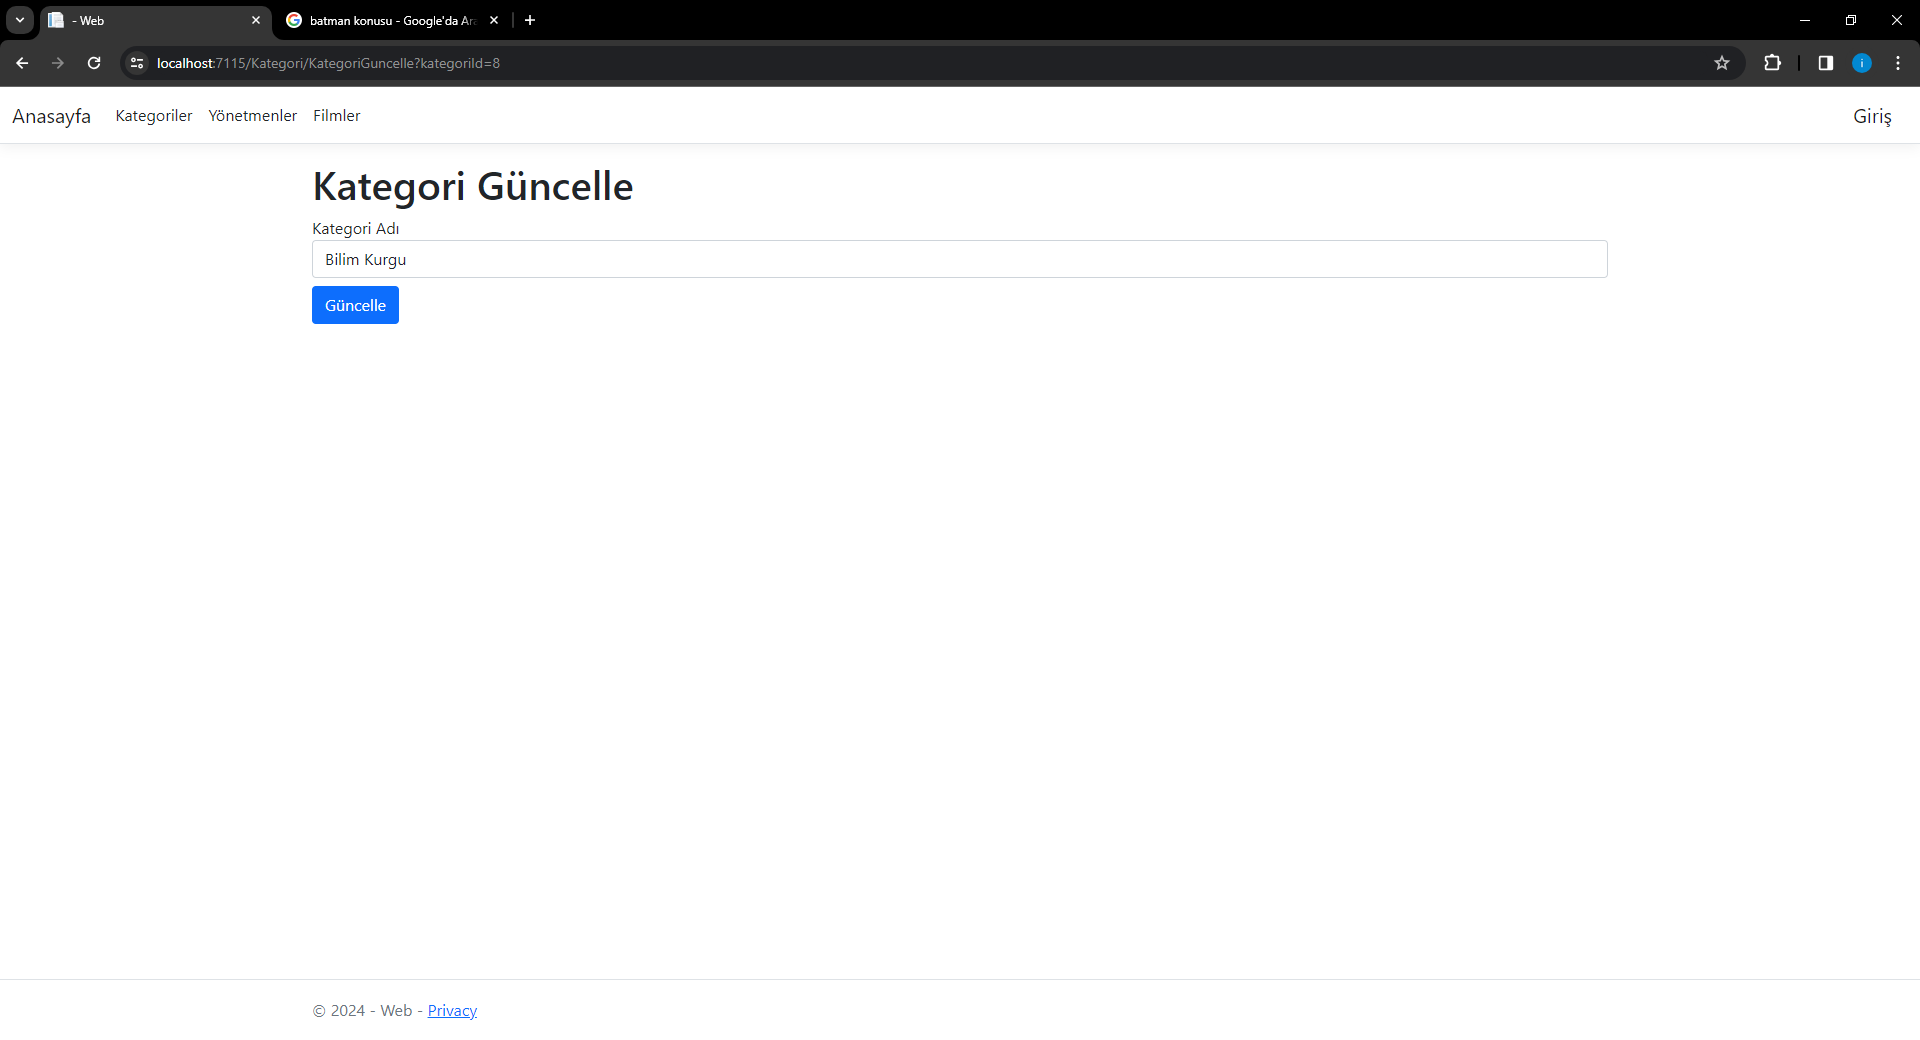 - Web
batman konusu - Google'da Ara
localhost:7115/Kategori/KategoriGuncelle?kategoriId=8
i
Anasayfa Kategoriler Yönetmenler Filmler Giriş
Kategori Güncelle
Kategori Adı
Bilim Kurgu
Güncelle
© 2024 - Web - Privacy